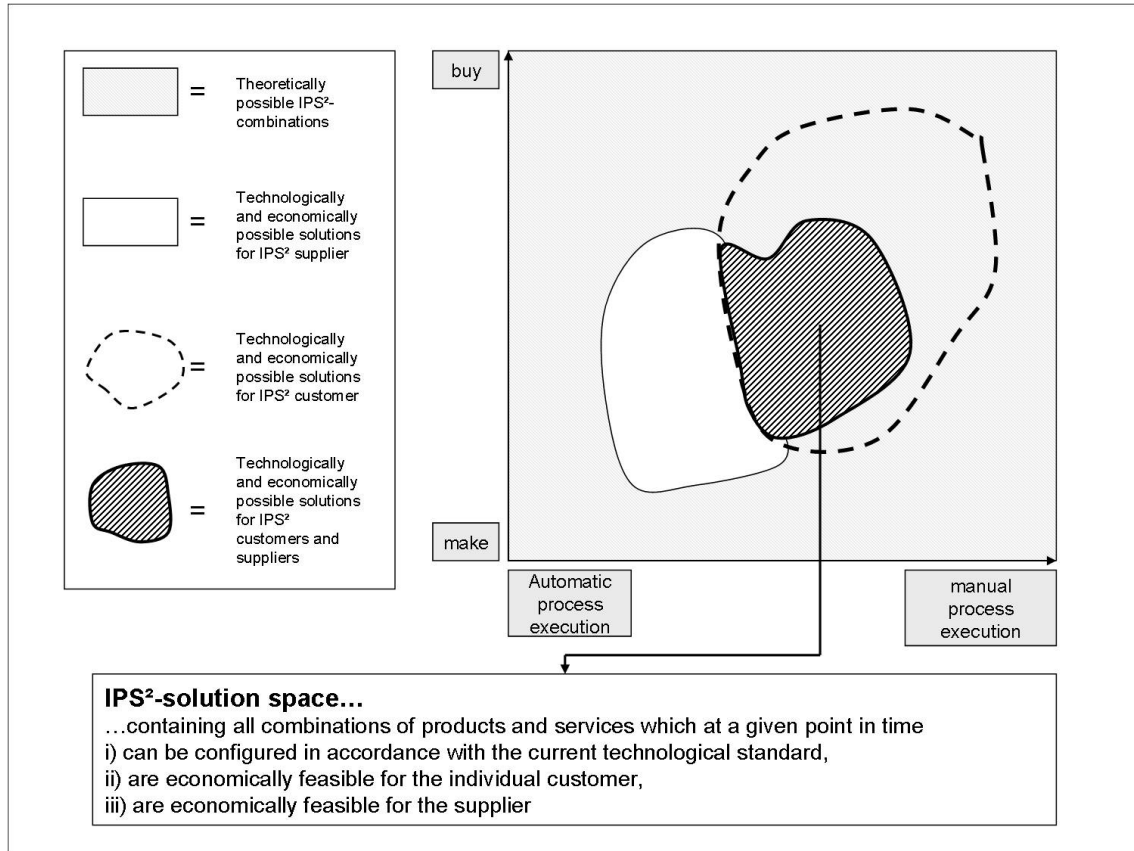 =
Theoretically
possible IPS²-
combinations
=
Technologically
and economically
possible solutions
for IPS² supplier
=
Technologically
and economically
possible solutions
for IPS² customer
=
Technologically
and economically
possible solutions
for IPS²
customers and
suppliers
buy
make
Automatic
process
execution
manual
process
execution
IPS²-solution space…
…containing all combinations of products and services which at a given point in time
i) can be configured in accordance with the current technological standard,
ii) are economically feasible for the individual customer,
iii) are economically feasible for the supplier